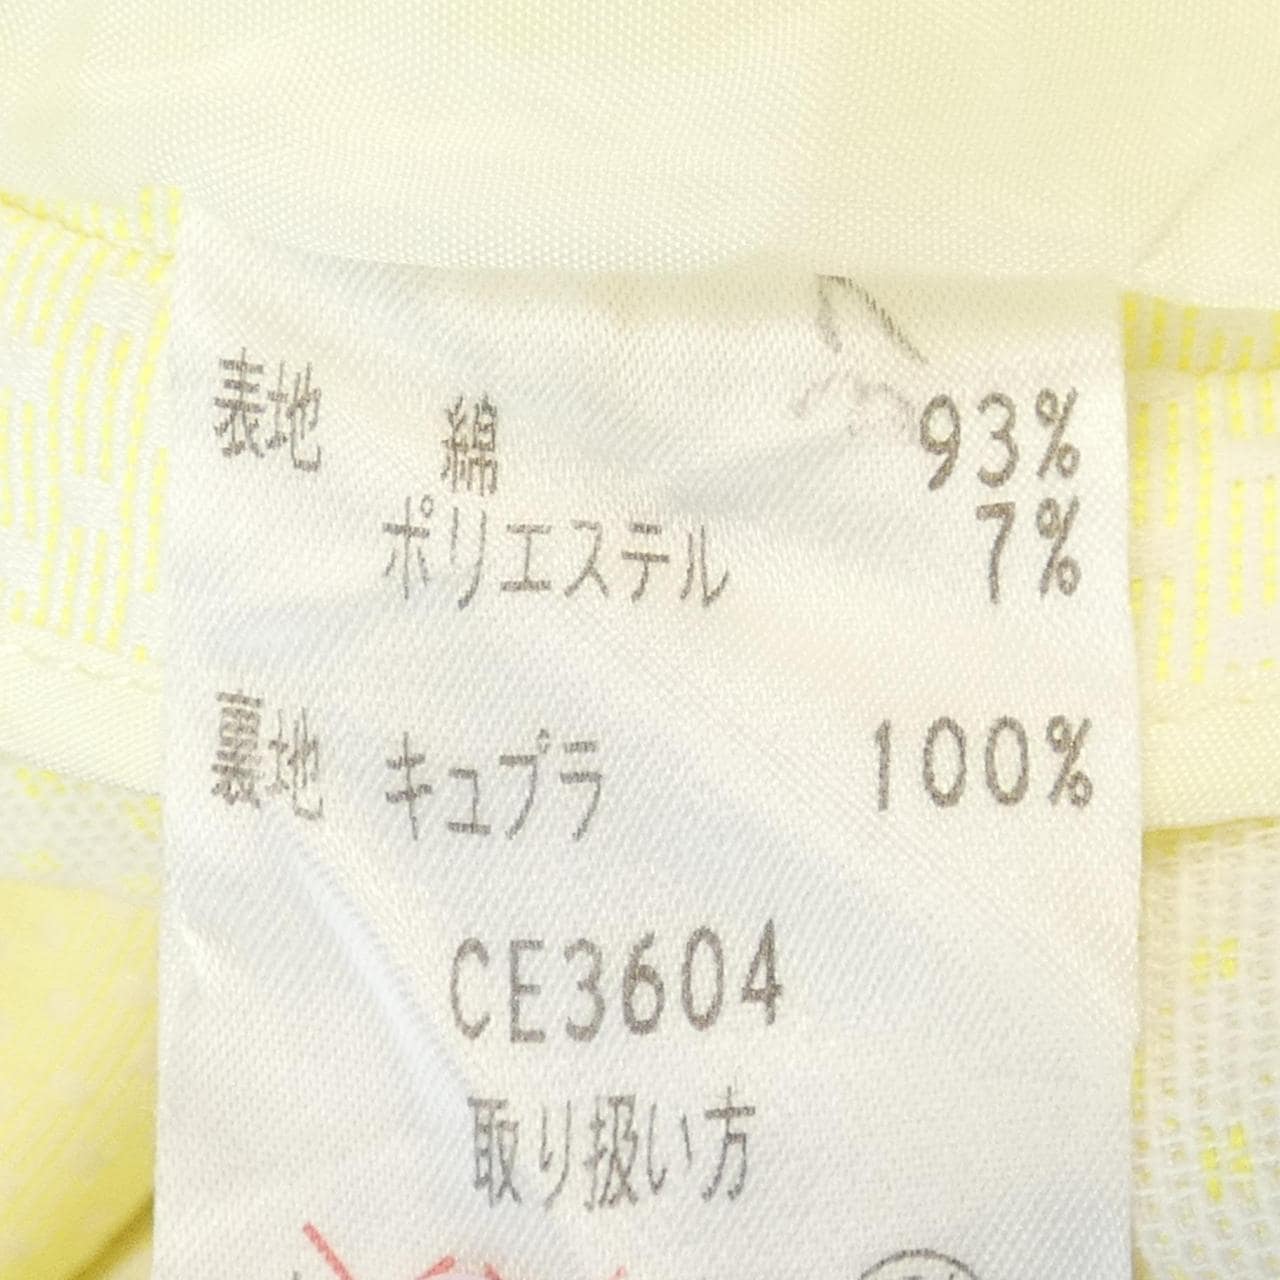 表地 綿 93%
ポリエステル 7%
裏地 キュプラ 100%
CE3604
取り扱い方